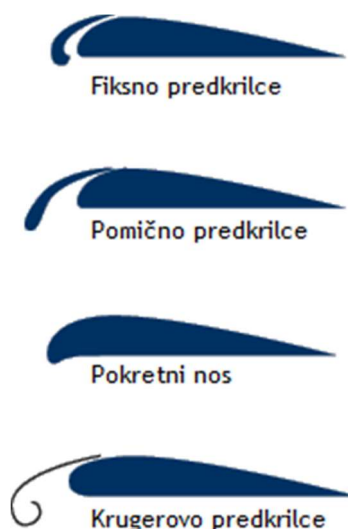 Fiksno predkrilce
Pomično predkrilce
Pokretni nos
Krugerovo predkrilce